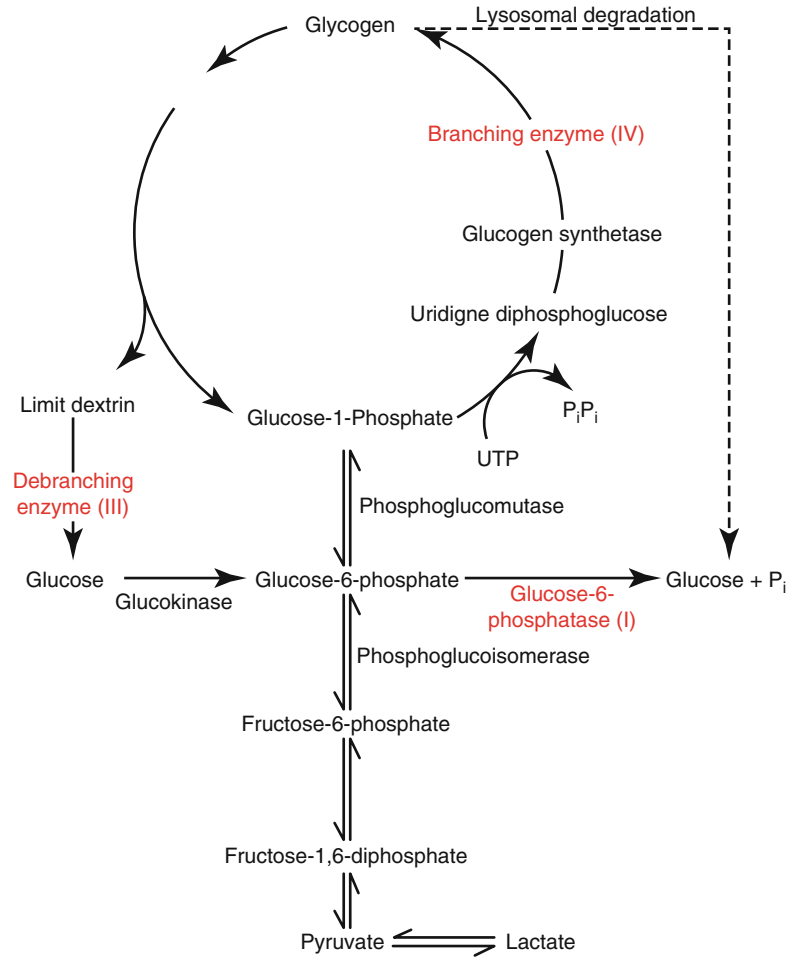 Lysosomal degradation
Glycogen
Branching enzyme (IV)
Glucogen synthetase
Uridigne diphosphoglucose
Limit dextrin
Glucose-1-Phosphate
PᵢPᵢ
UTP
Debranching
enzyme (III)
Phosphoglucomutase
Glucose
Glucokinase
Glucose-6-phosphate
Glucose-6-
phosphatase (I)
Glucose + Pᵢ
Phosphoglucoisomerase
Fructose-6-phosphate
Fructose-1,6-diphosphate
Pyruvate
Lactate